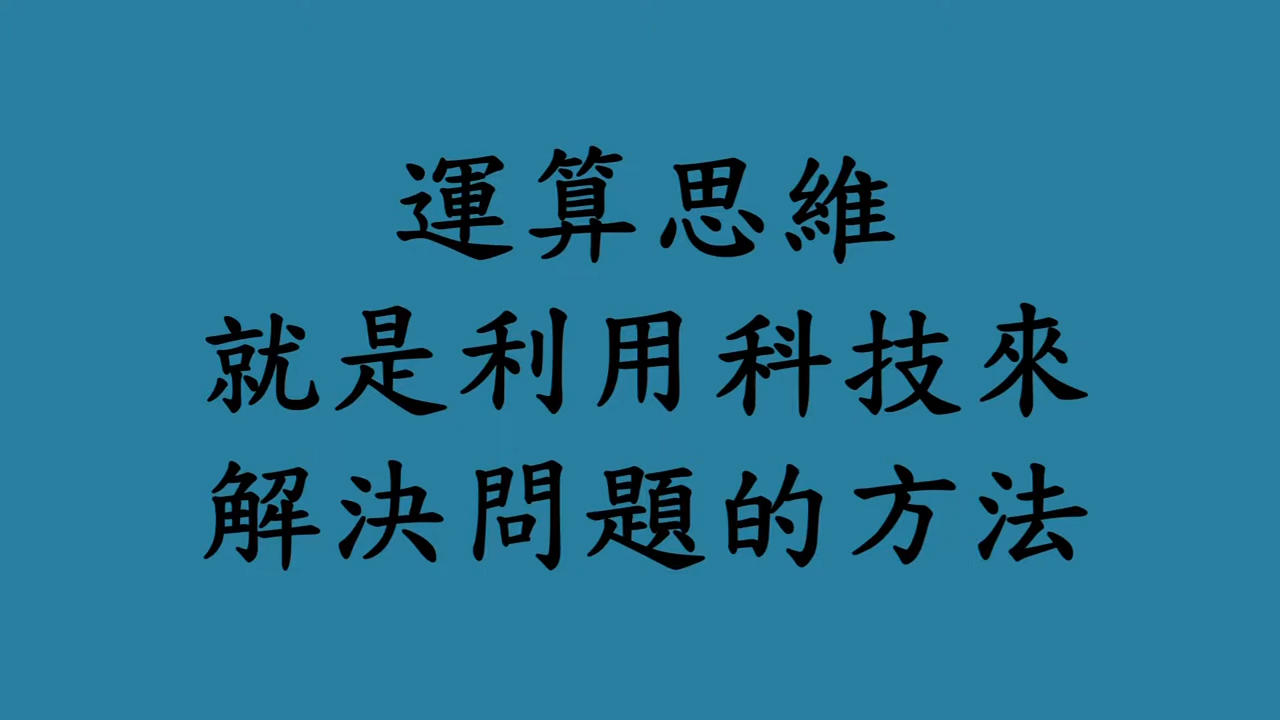 運算思維
就是利用科技來
解決問題的方法